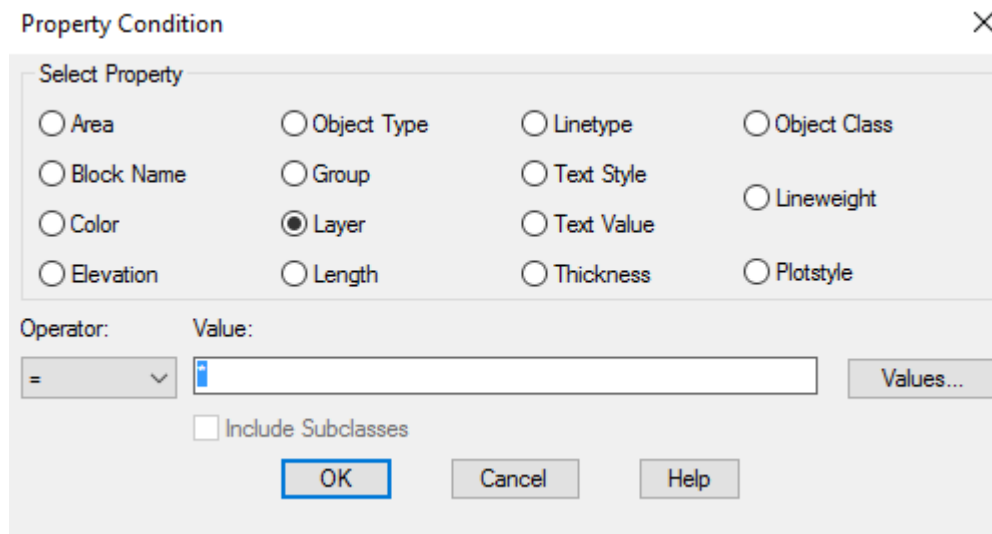 Property Condition
Select Property
Area Object Type Linetype Object Class
Block Name Group Text Style
Lineweight
Color Layer Text Value
Elevation Length Thickness Plotstyle
Operator: Value:
= * Values...
Include Subclasses
OK Cancel Help